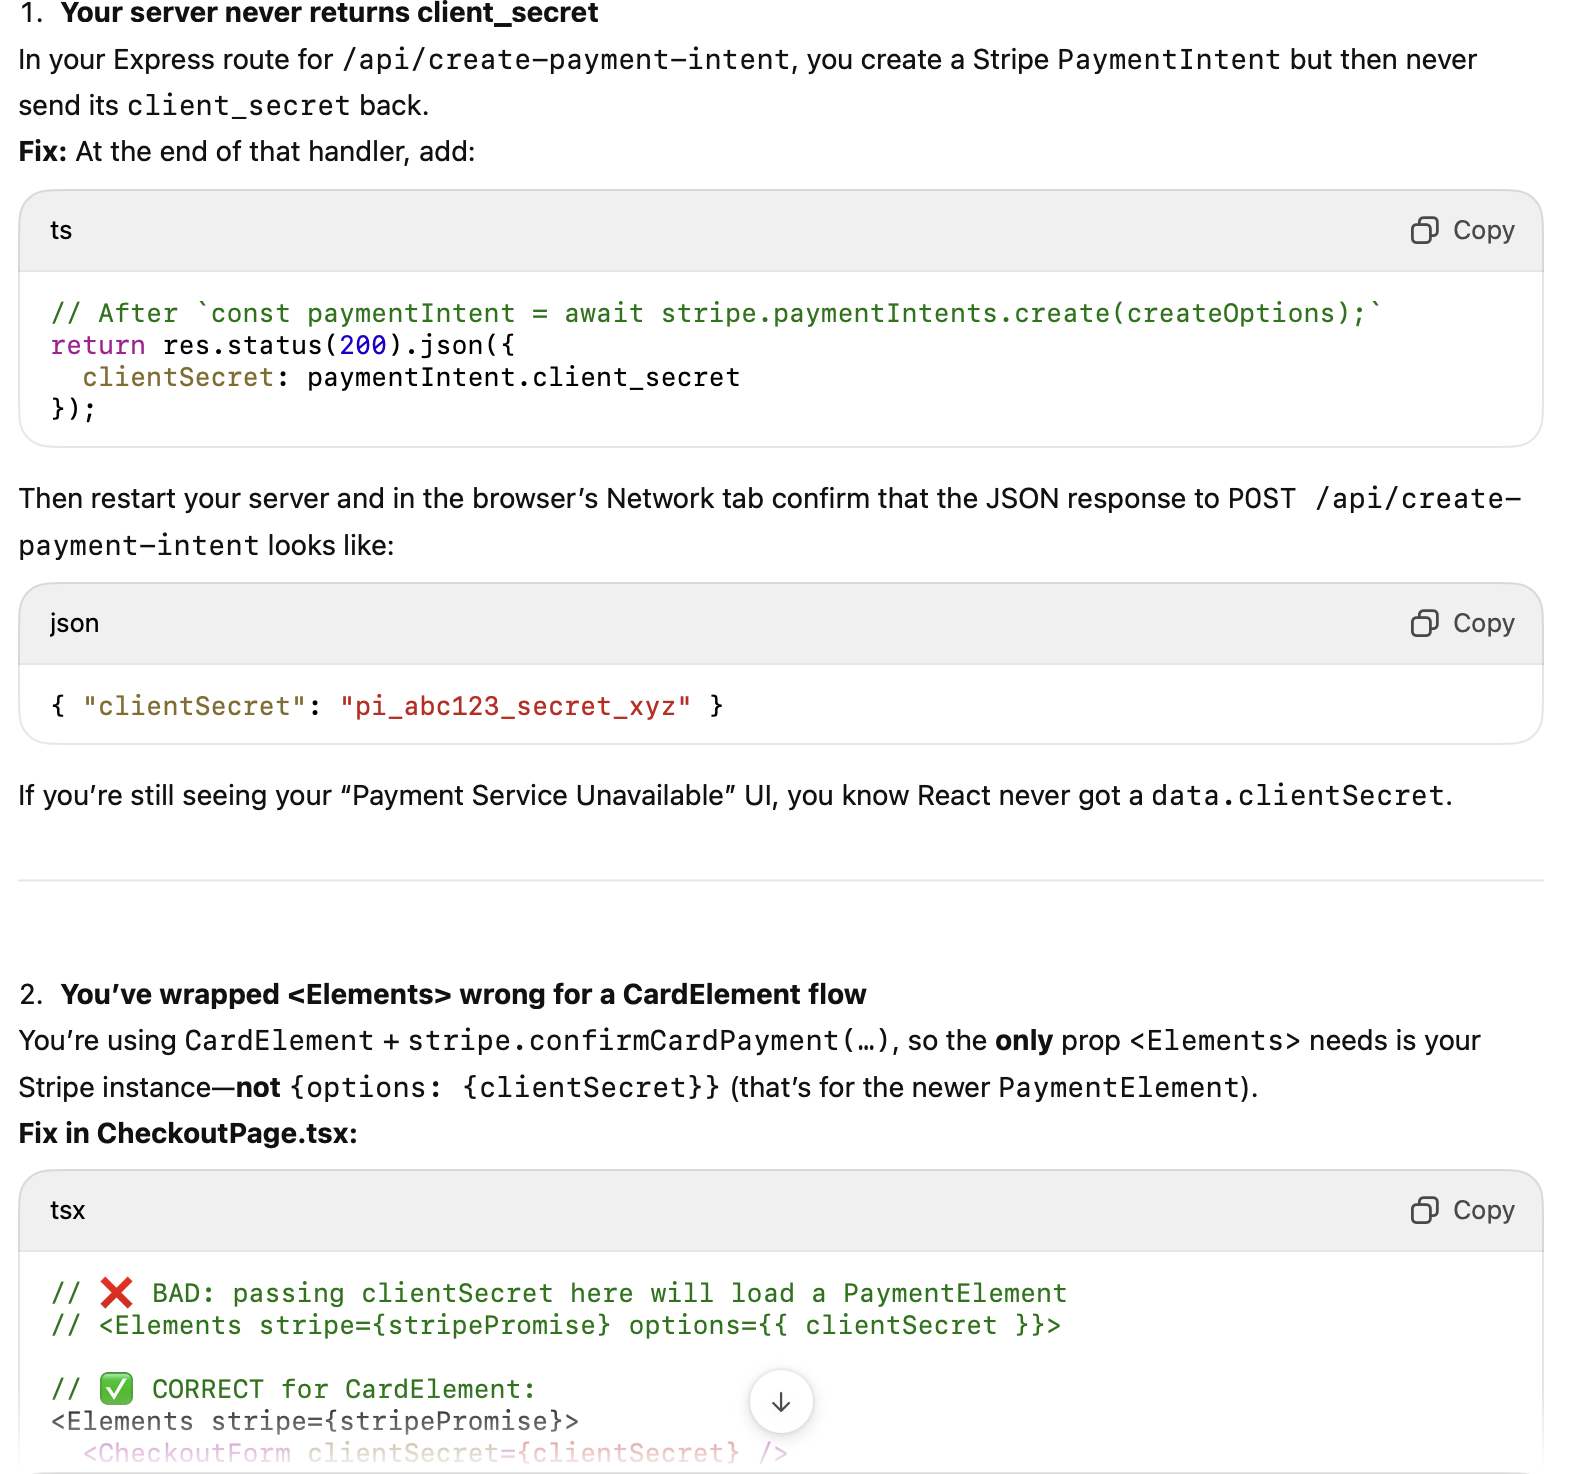 1. Your server never returns client_secret
In your Express route for /api/create-payment-intent, you create a Stripe PaymentIntent but then never
send its client_secret back.
Fix: At the end of that handler, add:
ts
Copy
// After `const paymentIntent = await stripe.paymentIntents.create(createOptions);`
return res.status(200).json({
  clientSecret: paymentIntent.client_secret
});
Then restart your server and in the browser’s Network tab confirm that the JSON response to POST /api/create-
payment-intent looks like:
json
Copy
{ "clientSecret": "pi_abc123_secret_xyz" }
If you’re still seeing your “Payment Service Unavailable” UI, you know React never got a data.clientSecret.
2. You’ve wrapped <Elements> wrong for a CardElement flow
You’re using CardElement + stripe.confirmCardPayment(…), so the only prop <Elements> needs is your
Stripe instance—not {options: {clientSecret}} (that’s for the newer PaymentElement).
Fix in CheckoutPage.tsx:
tsx
Copy
// ❌ BAD: passing clientSecret here will load a PaymentElement
// <Elements stripe={stripePromise} options={{ clientSecret }}>
// ✅ CORRECT for CardElement:
<Elements stripe={stripePromise}>
  <CheckoutForm clientSecret={clientSecret} />